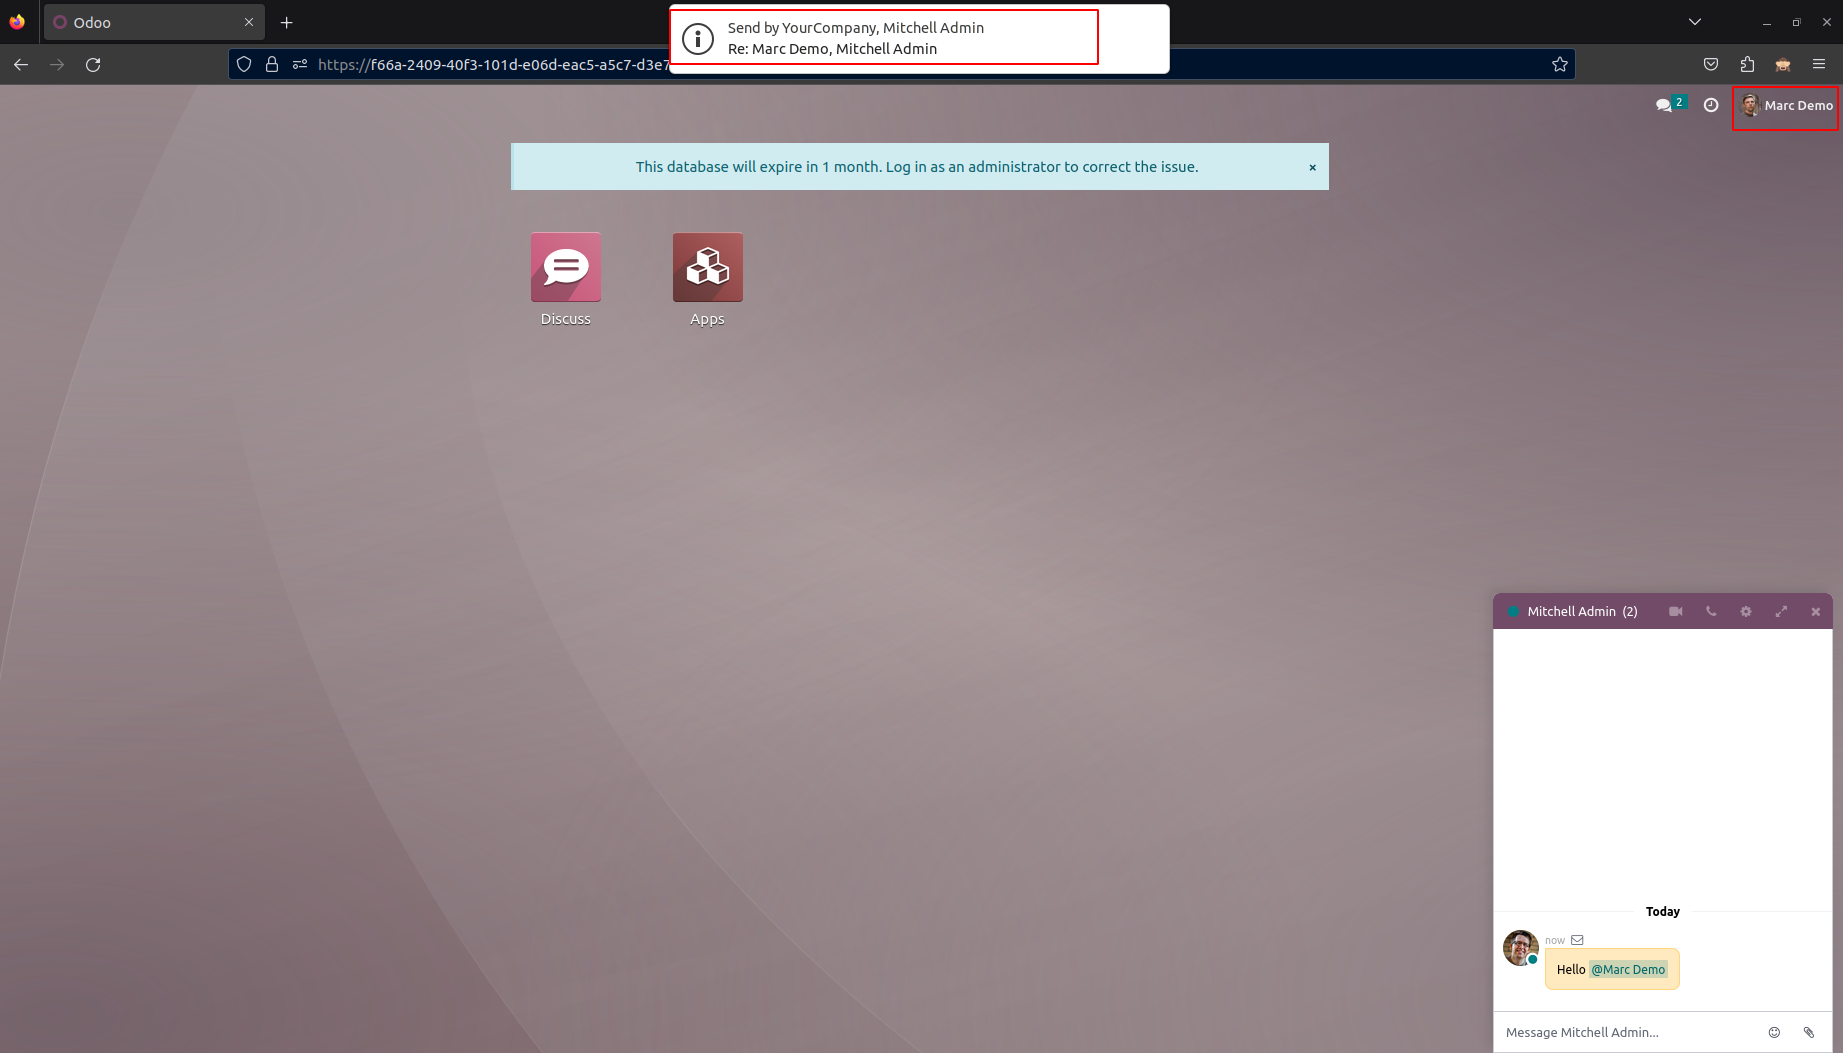 Odoo
Send by YourCompany, Mitchell Admin
Re: Marc Demo, Mitchell Admin
https://f66a-2409-40f3-101d-e06d-eac5-a5c7-d3e7
2
Marc Demo
This database will expire in 1 month. Log in as an administrator to correct the issue.
Discuss
Apps
Mitchell Admin (2)
Today
now
Hello @Marc Demo
Message Mitchell Admin...